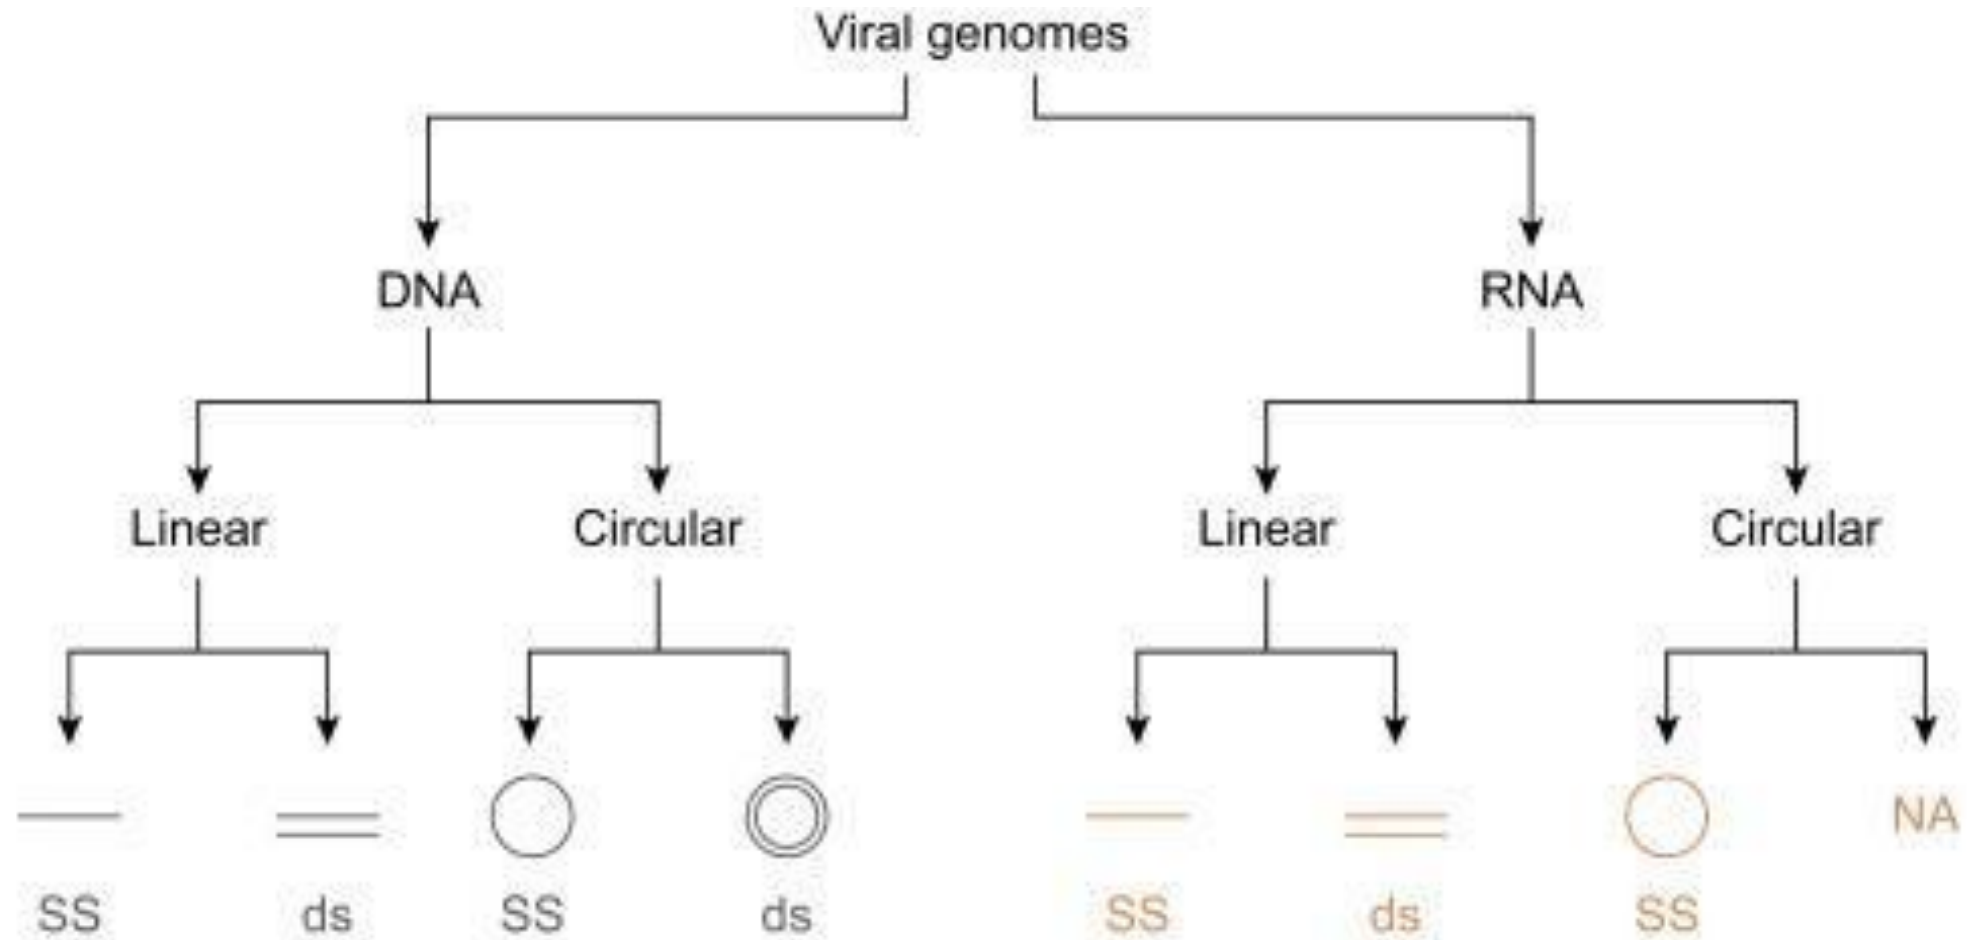 Viral genomes
DNA RNA
Linear Circular Linear Circular
NA
SS ds SS ds SS ds SS